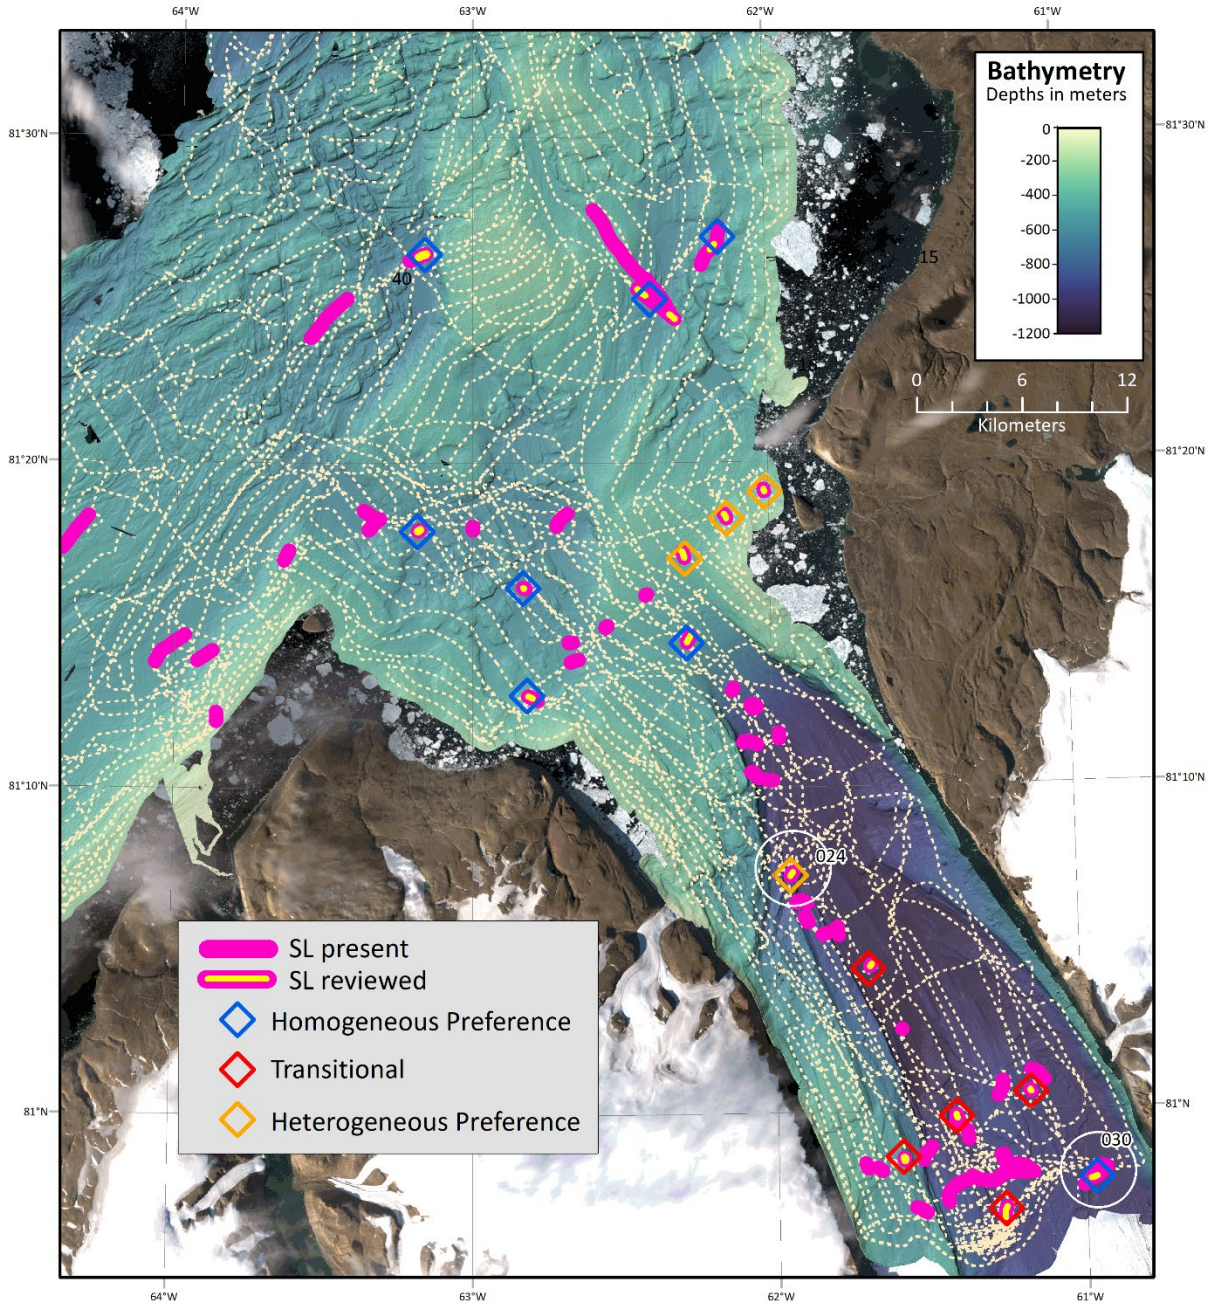 64°W 63°W 62°W 61°W
Bathymetry
Depths in meters
0
-200
-400
-600
-800
-1000
-1200
81°30'N 81°30'N
15
40
0 6 12
Kilometers
81°20'N 81°20'N
81°10'N 81°10'N
024
SL present
SL reviewed
Homogeneous Preference
Transitional
Heterogeneous Preference
81°N 81°N
030
64°W 63°W 62°W 61°W